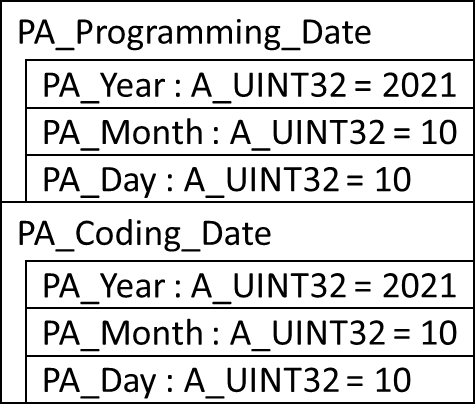 PA_Programming_Date
PA_Year : A_UINT32 = 2021
PA_Month : A_UINT32 = 10
PA_Day : A_UINT32 = 10
PA_Coding_Date
PA_Year : A_UINT32 = 2021
PA_Month : A_UINT32 = 10
PA_Day : A_UINT32 = 10